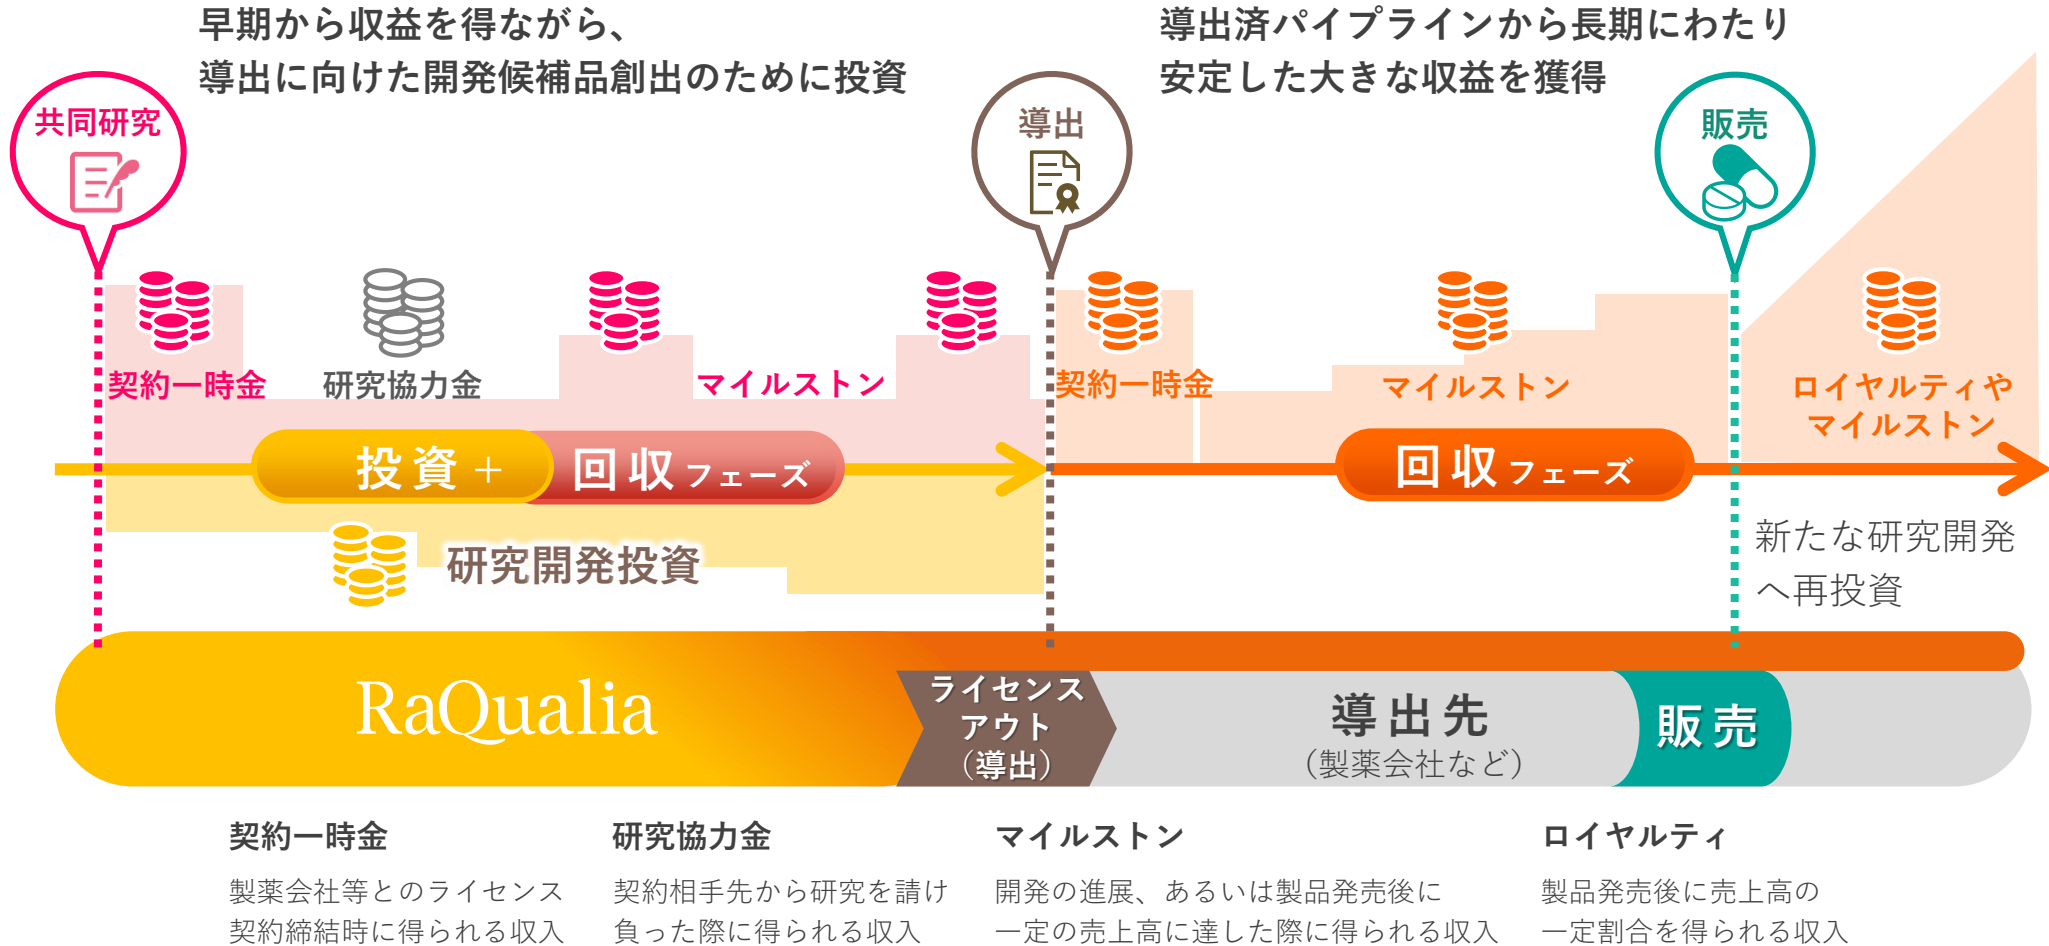 早期から収益を得ながら、
導出に向けた開発候補品創出のために投資
導出済パイプラインから長期にわたり
安定した大きな収益を獲得
共同研究
導出
販売
契約一時金
研究協力金
マイルストン
契約一時金
マイルストン
ロイヤルティや
マイルストン
投資+
回収フェーズ
回収フェーズ
研究開発投資
新たな研究開発
へ再投資
RaQualia
ライセンス
アウト
（導出）
導出先
（製薬会社など）
販売
契約一時金
製薬会社等とのライセンス
契約締結時に得られる収入
研究協力金
契約相手先から研究を請け
負った際に得られる収入
マイルストン
開発の進展、あるいは製品発売後に
一定の売上高に達した際に得られる収入
ロイヤルティ
製品発売後に売上高の
一定割合を得られる収入